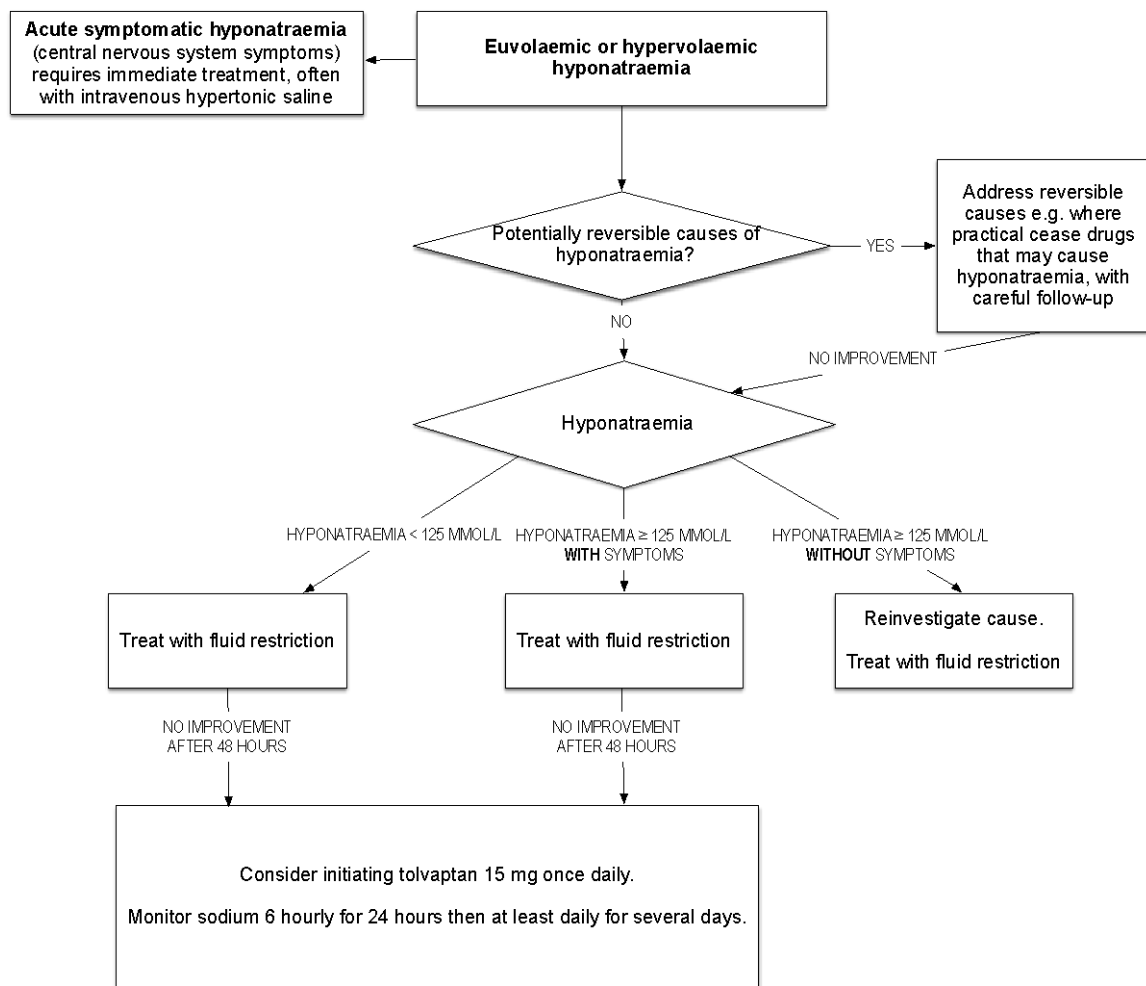 Acute symptomatic hyponatraemia
(central nervous system symptoms)
requires immediate treatment, often
with intravenous hypertonic saline
Euvolaemic or hypervolaemic
hyponatraemia
Potentially reversible causes of
hyponatraemia?
YES
Address reversible
causes e.g. where
practical cease drugs
that may cause
hyponatraemia, with
careful follow-up
NO
NO IMPROVEMENT
Hyponatraemia
HYPONATRAEMIA < 125 MMOL/L
HYPONATRAEMIA ≥ 125 MMOL/L
WITH SYMPTOMS
HYPONATRAEMIA ≥ 125 MMOL/L
WITHOUT SYMPTOMS
Treat with fluid restriction
Treat with fluid restriction
Reinvestigate cause.
Treat with fluid restriction
NO IMPROVEMENT
AFTER 48 HOURS
NO IMPROVEMENT
AFTER 48 HOURS
Consider initiating tolvaptan 15 mg once daily.
Monitor sodium 6 hourly for 24 hours then at least daily for several days.